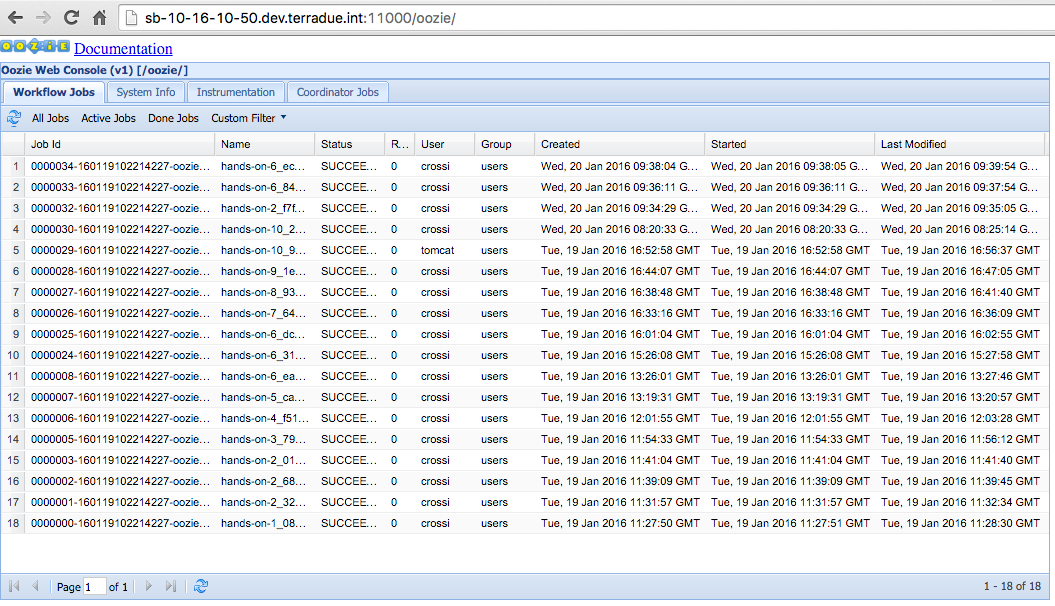 sb-10-16-10-50.dev.terradue.int:11000/oozie/
OOZIE Documentation
Oozie Web Console (v1) [/oozie/]
Workflow Jobs System Info Instrumentation Coordinator Jobs
All Jobs Active Jobs Done Jobs Custom Filter
Job Id Name Status R... User Group Created Started Last Modified
1 0000034-160119102214227-oozie... hands-on-6_ec... SUCCEE... 0 crossi users Wed, 20 Jan 2016 09:38:04 G... Wed, 20 Jan 2016 09:38:05 G... Wed, 20 Jan 2016 09:39:54 G...
2 0000033-160119102214227-oozie... hands-on-6_84... SUCCEE... 0 crossi users Wed, 20 Jan 2016 09:36:11 G... Wed, 20 Jan 2016 09:36:11 G... Wed, 20 Jan 2016 09:37:54 G...
3 0000032-160119102214227-oozie... hands-on-2_f7f... SUCCEE... 0 crossi users Wed, 20 Jan 2016 09:34:29 G... Wed, 20 Jan 2016 09:34:29 G... Wed, 20 Jan 2016 09:35:05 G...
4 0000030-160119102214227-oozie... hands-on-10_2... SUCCEE... 0 crossi users Wed, 20 Jan 2016 08:20:33 G... Wed, 20 Jan 2016 08:20:33 G... Wed, 20 Jan 2016 08:25:14 G...
5 0000029-160119102214227-oozie... hands-on-10_9... SUCCEE... 0 tomcat users Tue, 19 Jan 2016 16:52:58 GMT Tue, 19 Jan 2016 16:52:58 GMT Tue, 19 Jan 2016 16:56:37 GMT
6 0000028-160119102214227-oozie... hands-on-9_1e... SUCCEE... 0 crossi users Tue, 19 Jan 2016 16:44:07 GMT Tue, 19 Jan 2016 16:44:07 GMT Tue, 19 Jan 2016 16:47:05 GMT
7 0000027-160119102214227-oozie... hands-on-8_93... SUCCEE... 0 crossi users Tue, 19 Jan 2016 16:38:48 GMT Tue, 19 Jan 2016 16:38:48 GMT Tue, 19 Jan 2016 16:41:40 GMT
8 0000026-160119102214227-oozie... hands-on-7_64... SUCCEE... 0 crossi users Tue, 19 Jan 2016 16:33:16 GMT Tue, 19 Jan 2016 16:33:16 GMT Tue, 19 Jan 2016 16:36:09 GMT
9 0000025-160119102214227-oozie... hands-on-6_dc... SUCCEE... 0 crossi users Tue, 19 Jan 2016 16:01:04 GMT Tue, 19 Jan 2016 16:01:04 GMT Tue, 19 Jan 2016 16:02:55 GMT
10 0000024-160119102214227-oozie... hands-on-6_31... SUCCEE... 0 crossi users Tue, 19 Jan 2016 15:26:08 GMT Tue, 19 Jan 2016 15:26:08 GMT Tue, 19 Jan 2016 15:27:58 GMT
11 0000008-160119102214227-oozie... hands-on-6_ea... SUCCEE... 0 crossi users Tue, 19 Jan 2016 13:26:01 GMT Tue, 19 Jan 2016 13:26:01 GMT Tue, 19 Jan 2016 13:27:46 GMT
12 0000007-160119102214227-oozie... hands-on-5_ca... SUCCEE... 0 crossi users Tue, 19 Jan 2016 13:19:31 GMT Tue, 19 Jan 2016 13:19:31 GMT Tue, 19 Jan 2016 13:20:57 GMT
13 0000006-160119102214227-oozie... hands-on-4_f51... SUCCEE... 0 crossi users Tue, 19 Jan 2016 12:01:55 GMT Tue, 19 Jan 2016 12:01:55 GMT Tue, 19 Jan 2016 12:03:28 GMT
14 0000005-160119102214227-oozie... hands-on-3_79... SUCCEE... 0 crossi users Tue, 19 Jan 2016 11:54:33 GMT Tue, 19 Jan 2016 11:54:33 GMT Tue, 19 Jan 2016 11:56:12 GMT
15 0000003-160119102214227-oozie... hands-on-2_01... SUCCEE... 0 crossi users Tue, 19 Jan 2016 11:41:04 GMT Tue, 19 Jan 2016 11:41:04 GMT Tue, 19 Jan 2016 11:41:40 GMT
16 0000002-160119102214227-oozie... hands-on-2_68... SUCCEE... 0 crossi users Tue, 19 Jan 2016 11:39:09 GMT Tue, 19 Jan 2016 11:39:09 GMT Tue, 19 Jan 2016 11:39:45 GMT
17 0000001-160119102214227-oozie... hands-on-2_32... SUCCEE... 0 crossi users Tue, 19 Jan 2016 11:31:57 GMT Tue, 19 Jan 2016 11:31:57 GMT Tue, 19 Jan 2016 11:32:34 GMT
18 0000000-160119102214227-oozie... hands-on-1_08... SUCCEE... 0 crossi users Tue, 19 Jan 2016 11:27:50 GMT Tue, 19 Jan 2016 11:27:51 GMT Tue, 19 Jan 2016 11:28:30 GMT
Page 1 of 1 1 - 18 of 18